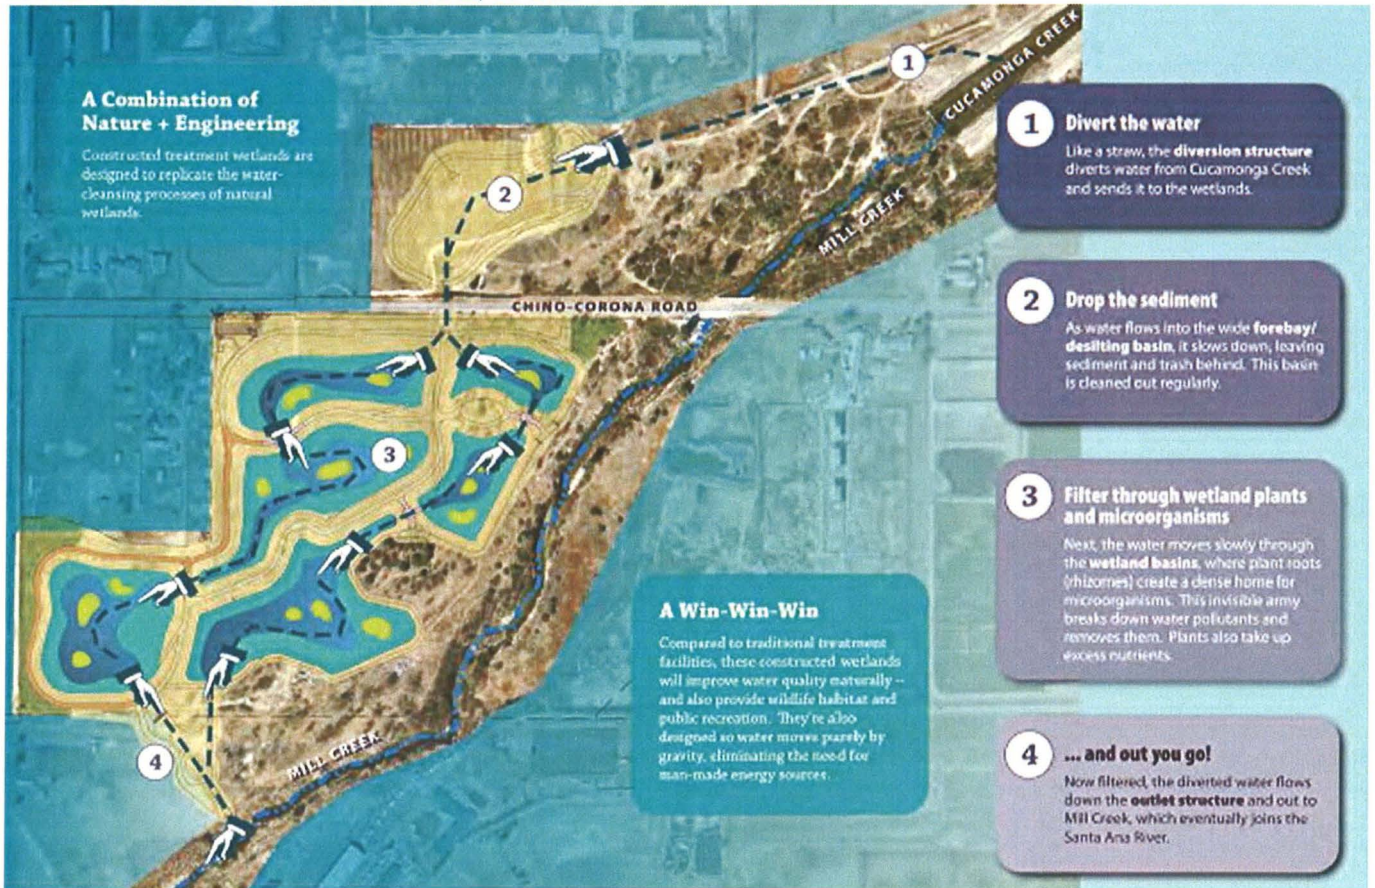 A Combination of
Nature + Engineering
Constructed treatment wetlands are
designed to replicate the water-
cleansing processes of natural
wetlands.
1
CUCAMONGA CREEK
2
MILL CREEK
CHINO-CORONA ROAD
3
4
MILL CREEK
A Win-Win-Win
Compared to traditional treatment
facilities, these constructed wetlands
will improve water quality naturally –
and also provide wildlife habitat and
public recreation. They're also
designed so water moves purely by
gravity, eliminating the need for
man-made energy sources.
1
Divert the water
Like a straw, the diversion structure
diverts water from Cucamonga Creek
and sends it to the wetlands.
2
Drop the sediment
As water flows into the wide forebay/
desilting basin, it slows down, leaving
sediment and trash behind. This basin
is cleaned out regularly.
3
Filter through wetland plants
and microorganisms
Next, the water moves slowly through
the wetland basins, where plant roots
(rhizomes) create a dense home for
microorganisms. This invisible army
breaks down water pollutants and
removes them. Plants also take up
excess nutrients.
4
... and out you go!
Now filtered, the diverted water flows
down the outlet structure and out to
Mill Creek, which eventually joins the
Santa Ana River.